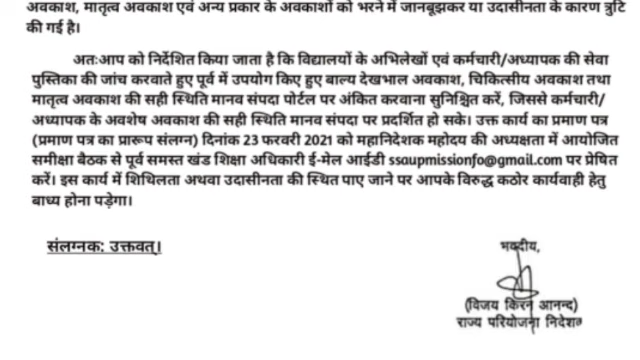 अवकाश, मातृत्व अवकाश एवं अन्य प्रकार के अवकाशों को भरने में जानबूझकर या उदासीनता के कारण त्रुटि
की गई है।
अतःआप को निर्देशित किया जाता है कि विद्यालयों के अभिलेखों एवं कर्मचारी/अध्यापक की सेवा
पुस्तिका की जांच करवाते हुए पूर्व में उपयोग किए हुए बाल्य देखभाल अवकाश, चिकित्सीय अवकाश तथा
मातृत्व अवकाश की सही स्थिति मानव संपदा पोर्टल पर अंकित करवाना सुनिश्चित करें, जिससे कर्मचारी/
अध्यापक के अवशेष अवकाश की सही स्थिति मानव संपदा पर प्रदर्शित हो सके। उक्त कार्य का प्रमाण पत्र
(प्रमाण पत्र का प्रारूप संलग्न) दिनांक 23 फरवरी 2021 को महानिदेशक महोदय की अध्यक्षता में आयोजित
समीक्षा बैठक से पूर्व समस्त खंड शिक्षा अधिकारी ई-मेल आईडी ssaupmissionfo@gmail.com पर प्रेषित
करें। इस कार्य में शिथिलता अथवा उदासीनता की स्थित पाए जाने पर आपके विरुद्ध कठोर कार्यवाही हेतु
बाध्य होना पड़ेगा।
संलग्नक: उक्तवत्।
भवदीय,
(विजय किरन आनन्द)
राज्य परियोजना निदेशक